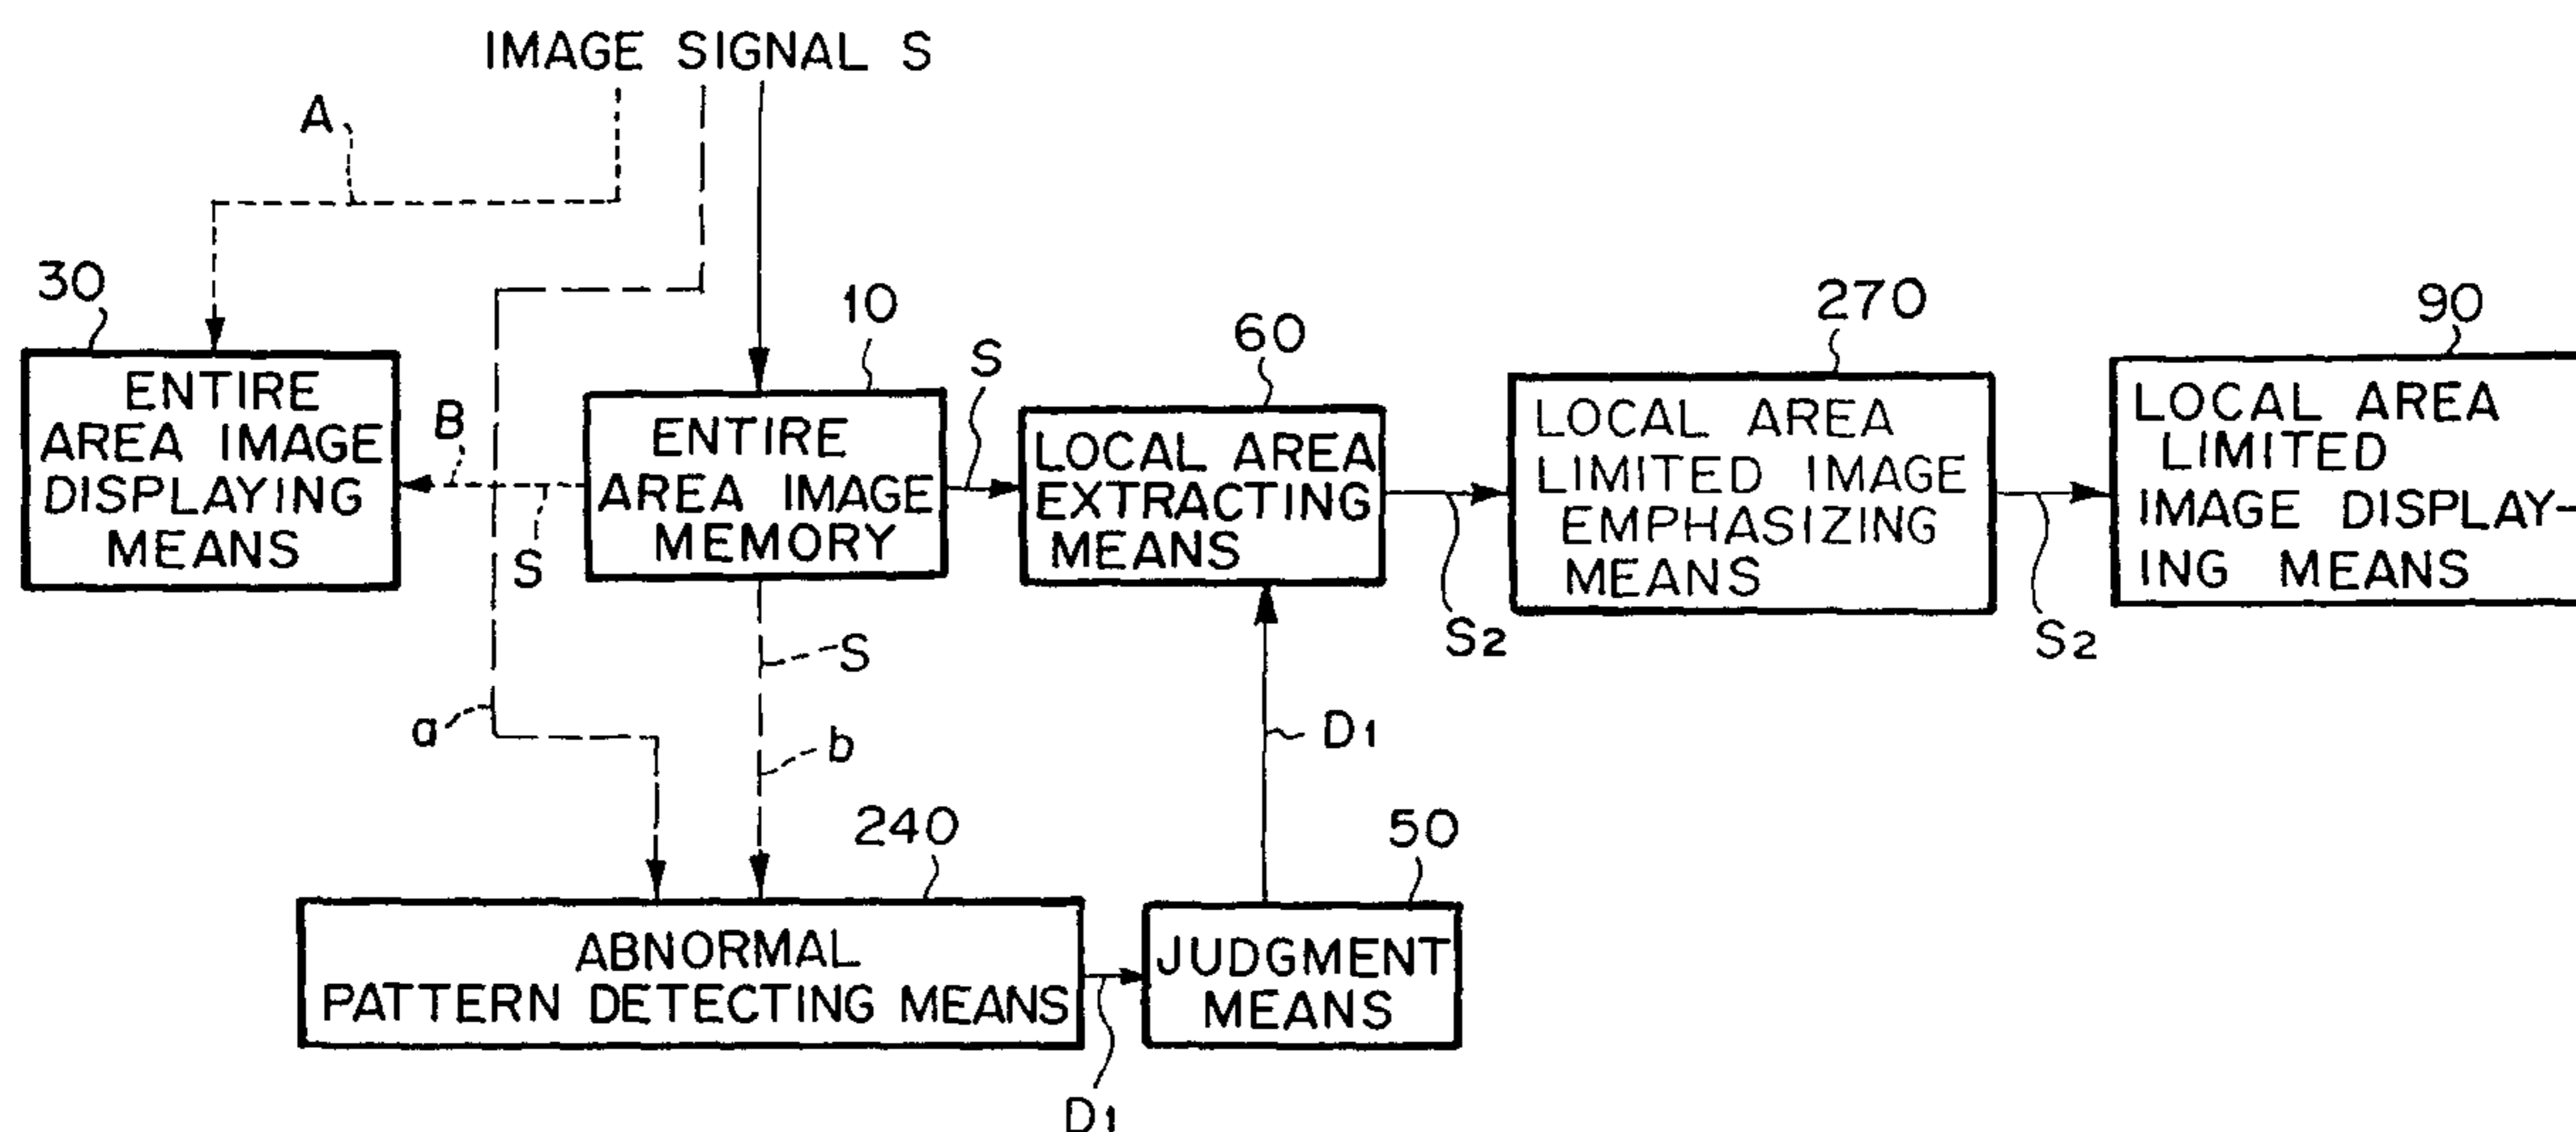 IMAGE SIGNAL S
A
30
ENTIRE
AREA IMAGE
DISPLAYING
MEANS
B
S
10
ENTIRE
AREA IMAGE
MEMORY
S
60
LOCAL AREA
EXTRACTING
MEANS
S2
270
LOCAL AREA
LIMITED IMAGE
EMPHASIZING
MEANS
S2
90
LOCAL AREA
LIMITED
IMAGE DISPLAY-
ING MEANS
S
a
b
D1
240
ABNORMAL
PATTERN DETECTING MEANS
D1
50
JUDGMENT
MEANS